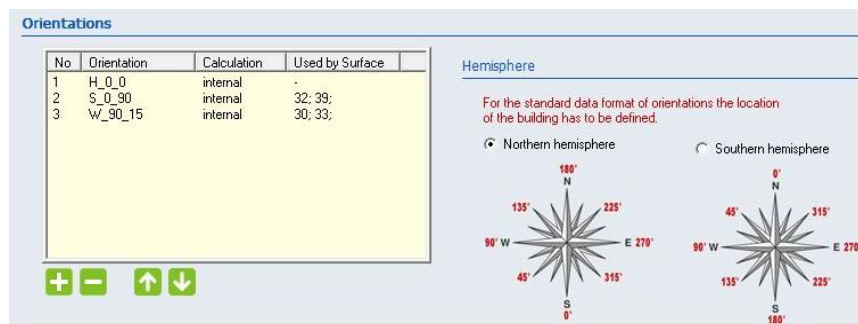 Orientations
No Orientation Calculation Used by Surface
1 H_0_0 internal -
2 S_0_90 internal 32; 39;
3 W_90_15 internal 30; 33;
Hemisphere
For the standard data format of orientations the location
of the building has to be defined.
Northern hemisphere
180°
N
135° 225°
90° W E 270°
45° 315°
S
0°
Southern hemisphere
0°
N
45° 315°
90° W E 270
135° 225°
S
180°